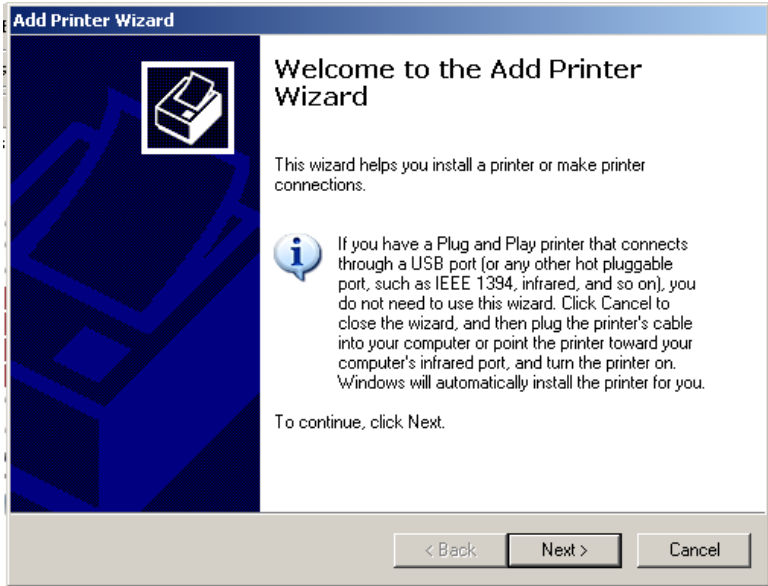 Add Printer Wizard
Welcome to the Add Printer
Wizard
This wizard helps you install a printer or make printer
connections.
If you have a Plug and Play printer that connects
through a USB port (or any other hot pluggable
port, such as IEEE 1394, infrared, and so on), you
do not need to use this wizard. Click Cancel to
close the wizard, and then plug the printer's cable
into your computer or point the printer toward your
computer's infrared port, and turn the printer on.
Windows will automatically install the printer for you.
To continue, click Next.
< Back
Next >
Cancel